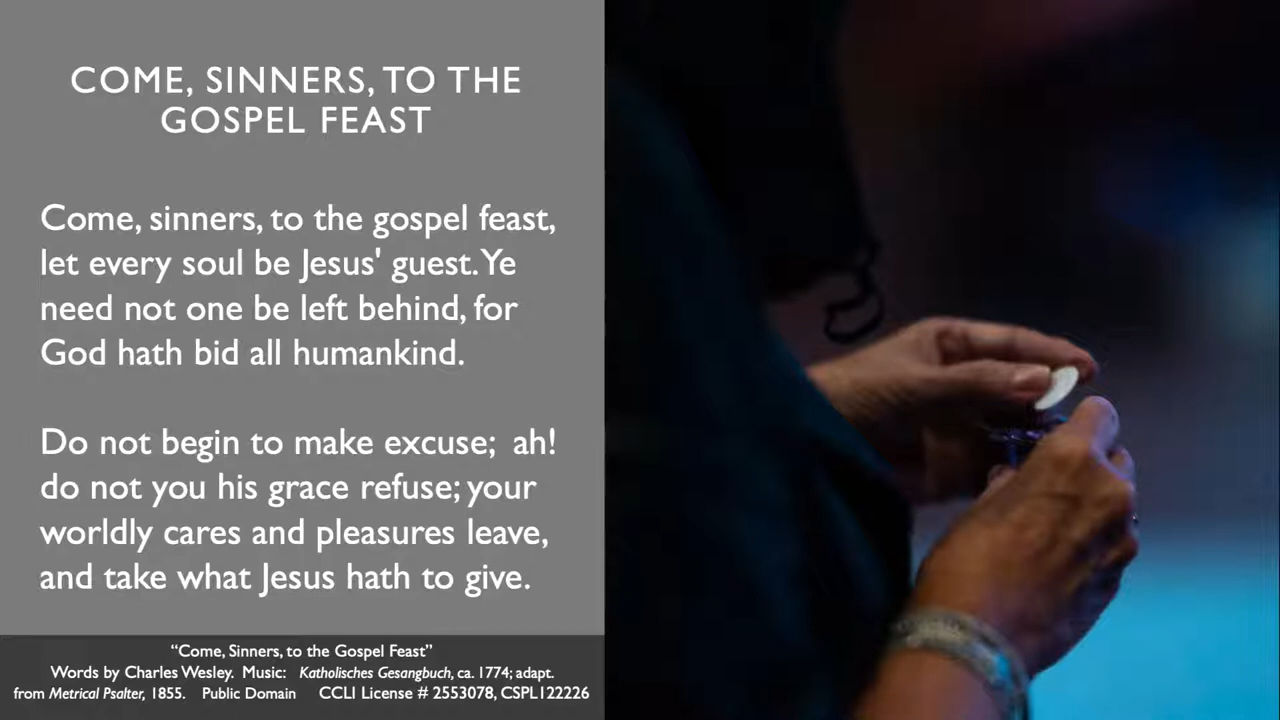 COME, SINNERS, TO THE
GOSPEL FEAST
Come, sinners, to the gospel feast,
let every soul be Jesus' guest. Ye
need not one be left behind, for
God hath bid all humankind.
Do not begin to make excuse;  ah!
do not you his grace refuse; your
worldly cares and pleasures leave,
and take what Jesus hath to give.
“Come, Sinners, to the Gospel Feast”
Words by Charles Wesley.  Music:   Katholisches Gesangbuch, ca. 1774; adapt.
from Metrical Psalter, 1855.   Public Domain    CCLI License # 2553078, CSPL122226